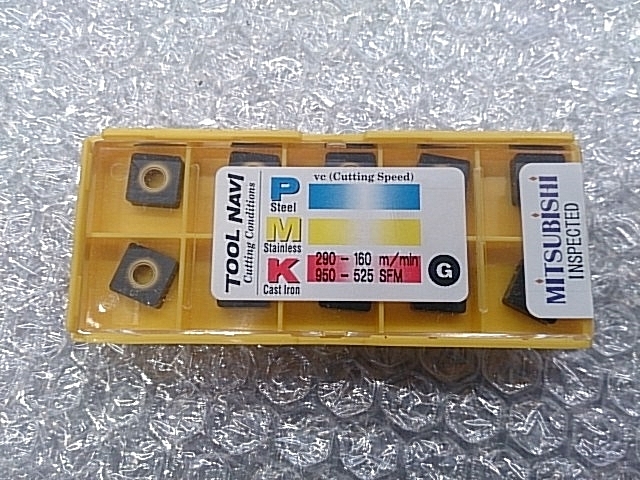 TOOL NAVI
Cutting Conditions
vc (Cutting Speed)
P
Steel
M
Stainless
K
Cast Iron
290 - 160 m/min
950 - 525 SFM
G
MITSUBISHI
INSPECTED